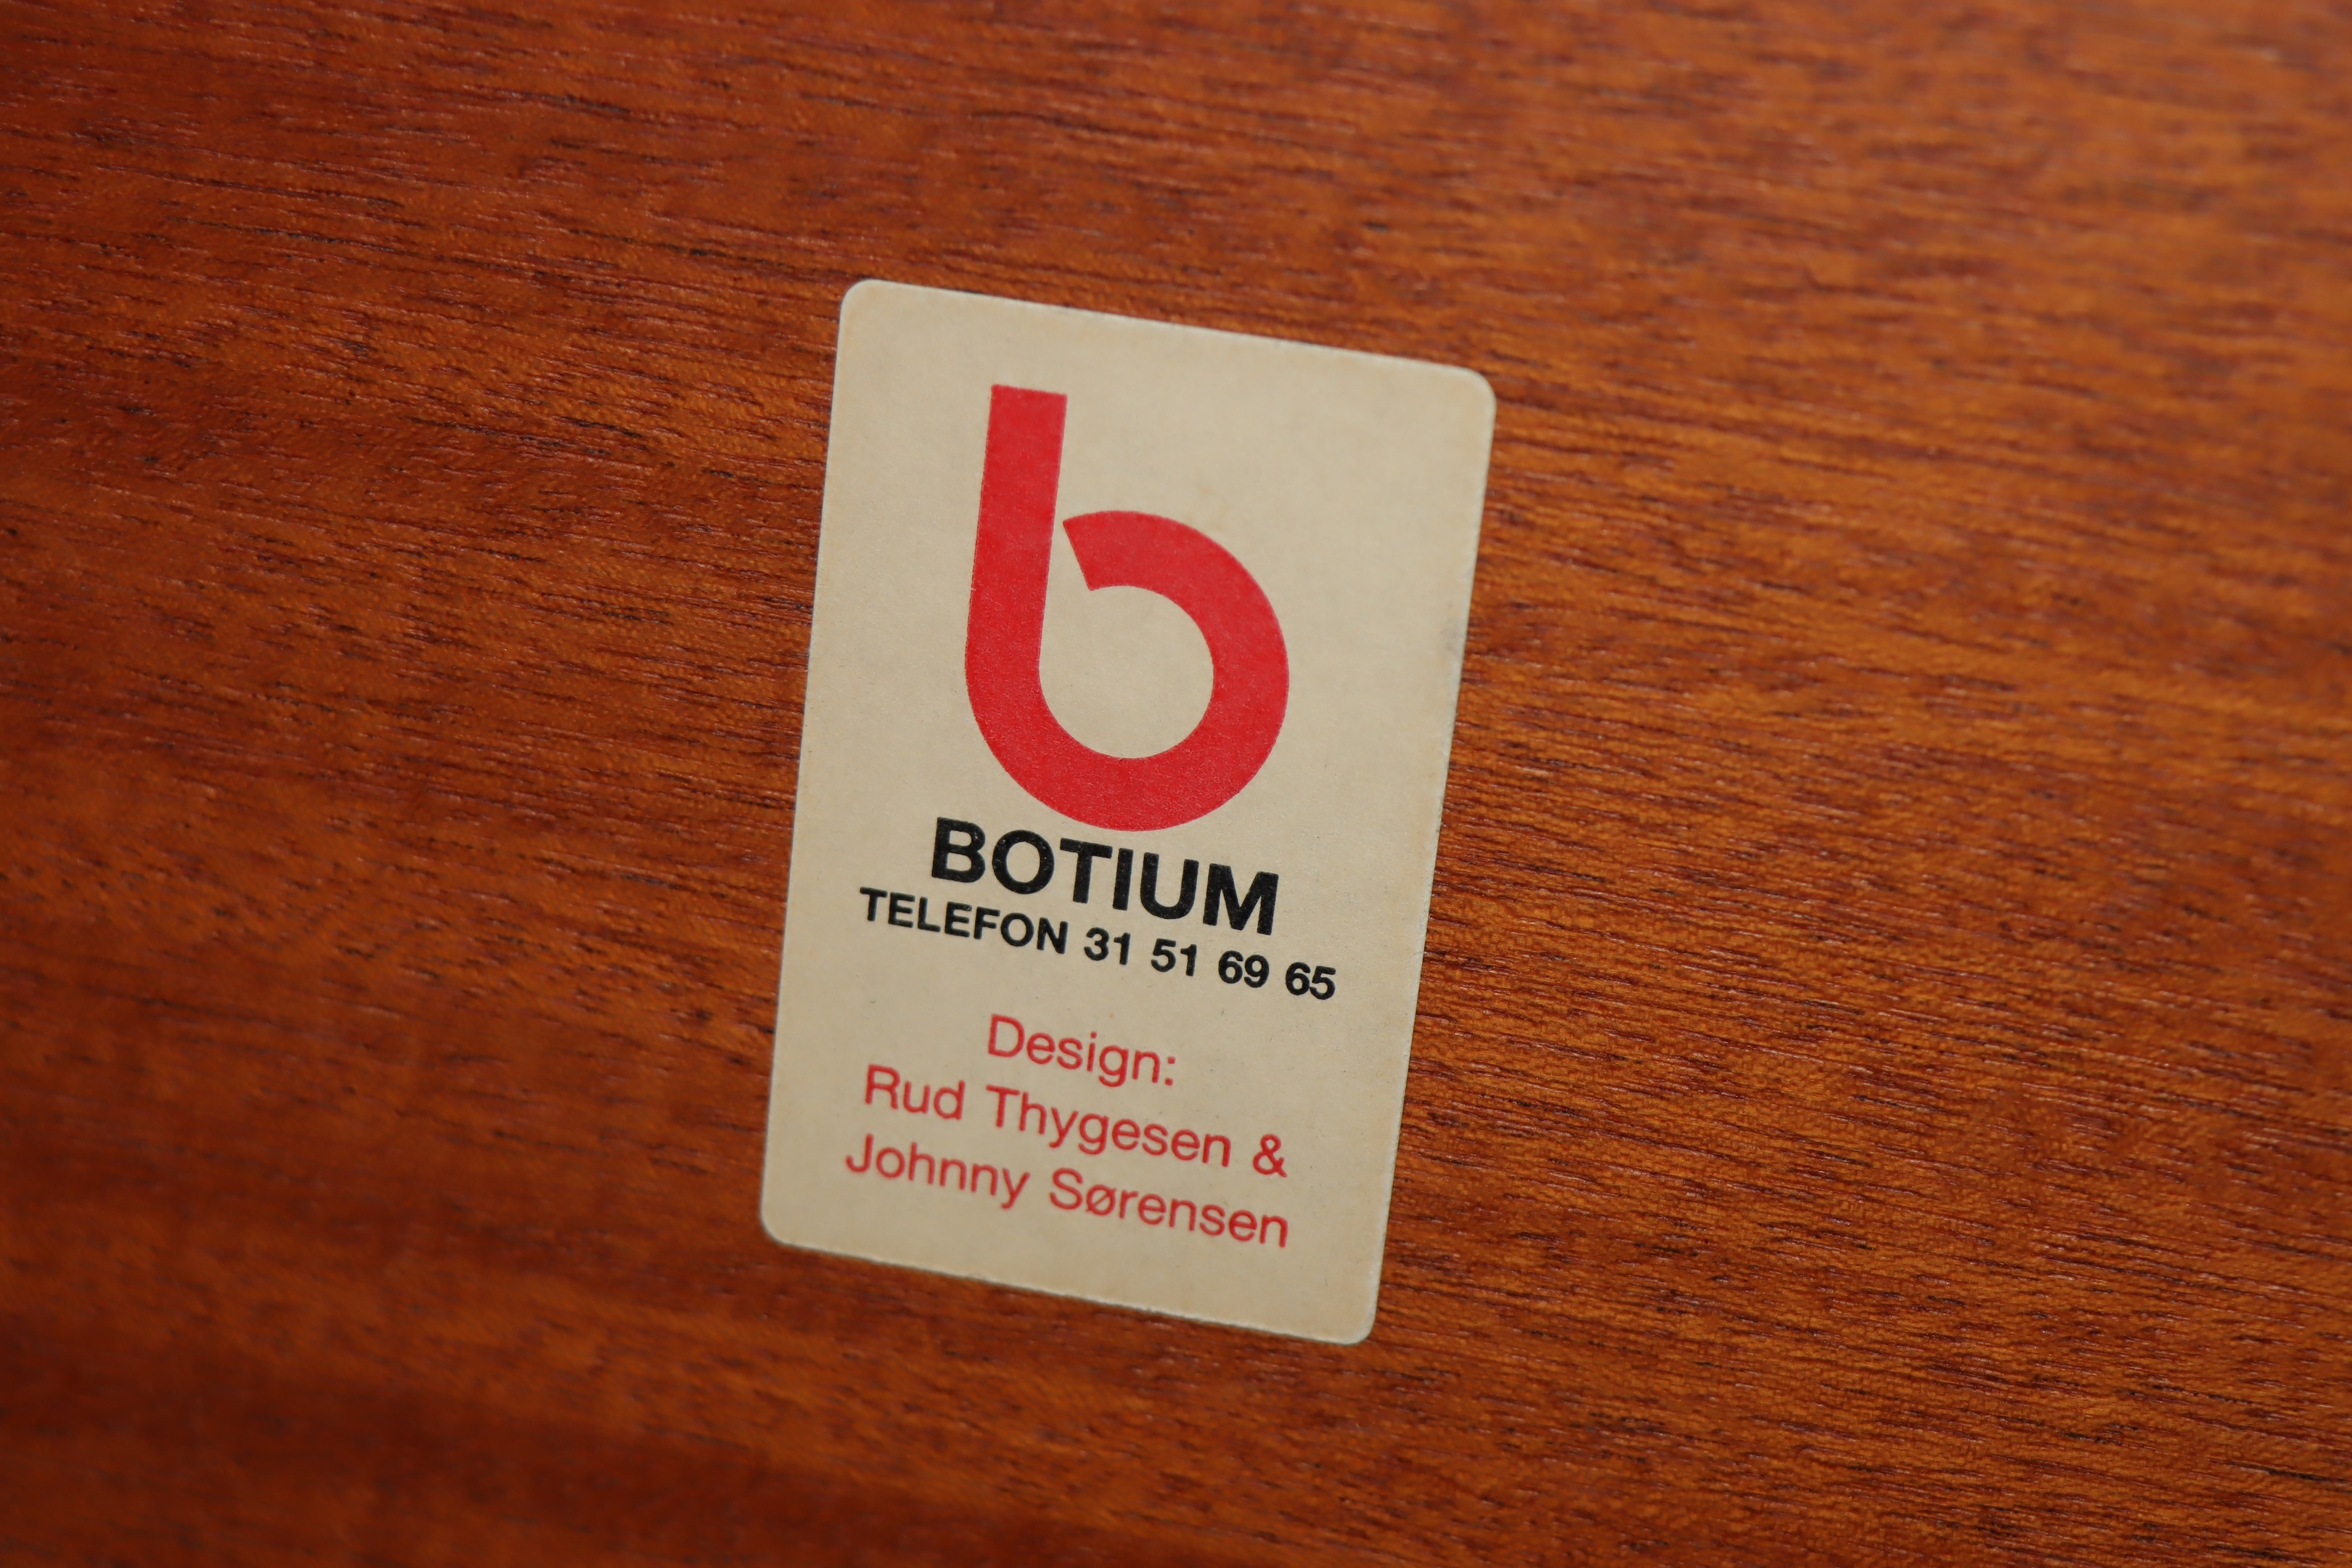 b
BOTIUM
TELEFON 31 51 69 65
Design:
Rud Thygesen &
Johnny Sørensen